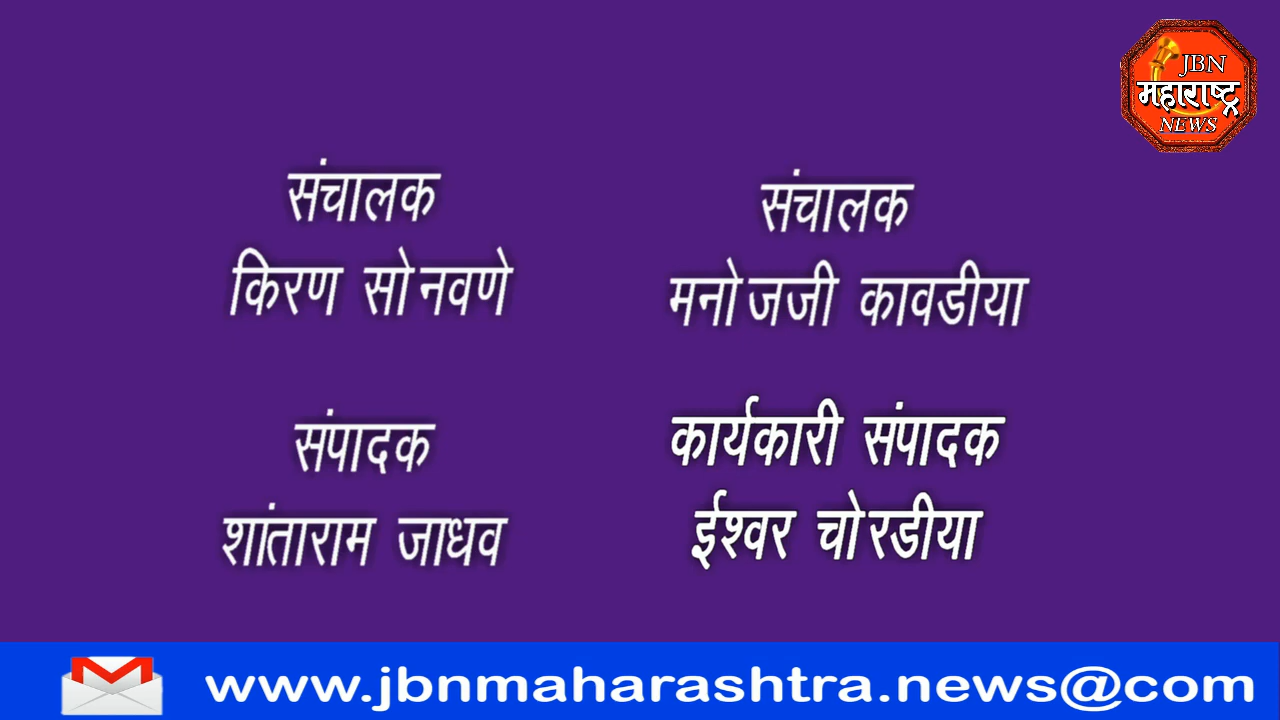 JBN
महाराष्ट्र
NEWS
संचालक
किरण सोनवणे
संचालक
मनोजजी कावडीया
संपादक
शांताराम जाधव
कार्यकारी संपादक
ईश्वर चोरडीया
www.jbnmaharashtra.news@com